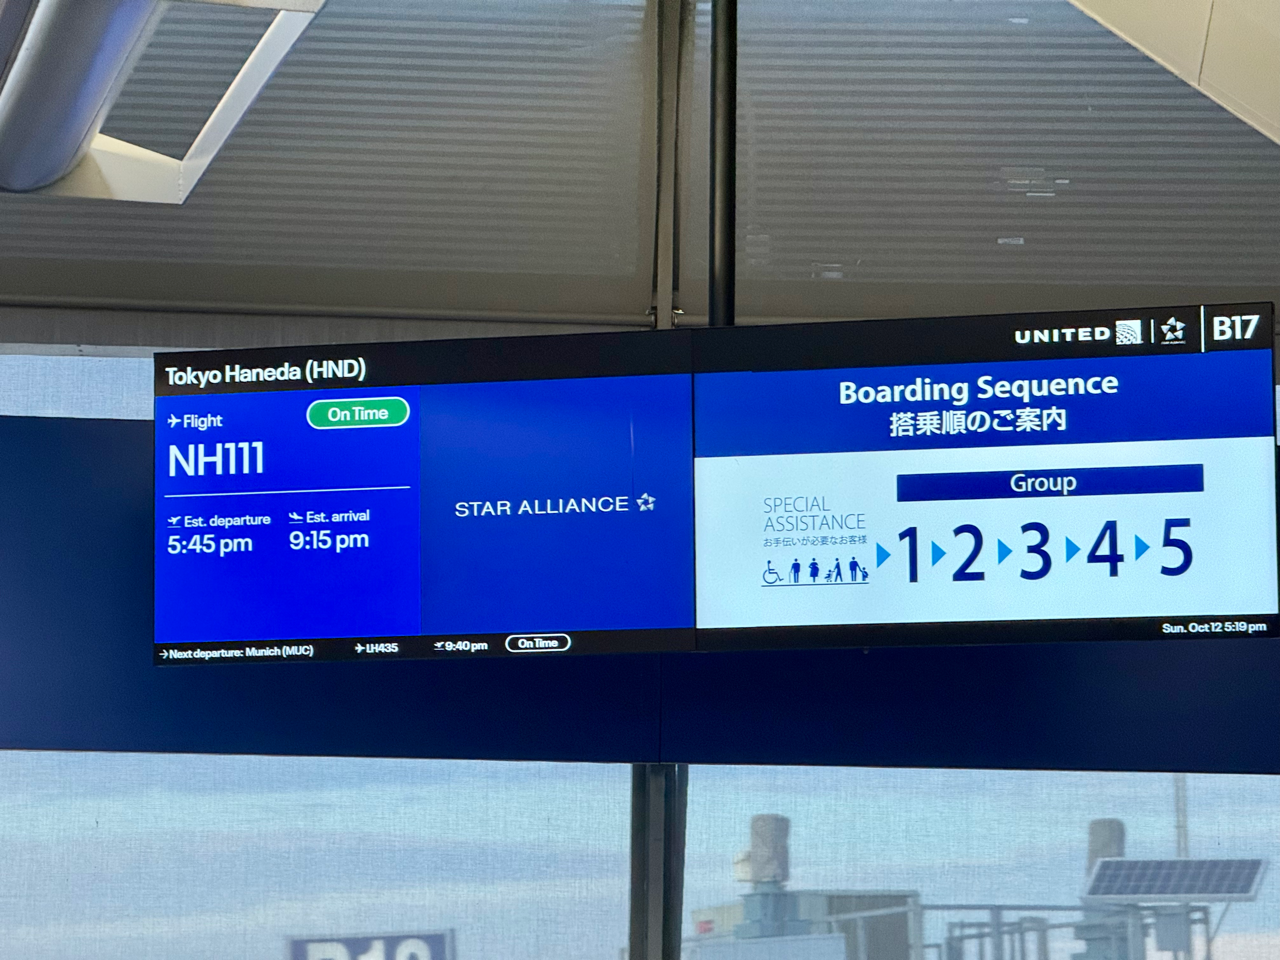 Tokyo Haneda (HND)
Flight
On Time
NH111
Est. departure
5:45 pm
Est. arrival
9:15 pm
STAR ALLIANCE
Next departure: Munich (MUC) LH435 9:40 pm On Time
UNITED B17
Boarding Sequence
搭乗順のご案内
Group
SPECIAL
ASSISTANCE
お手伝いが必要なお客様
1 2 3 4 5
Sun. Oct 12 5:19 pm